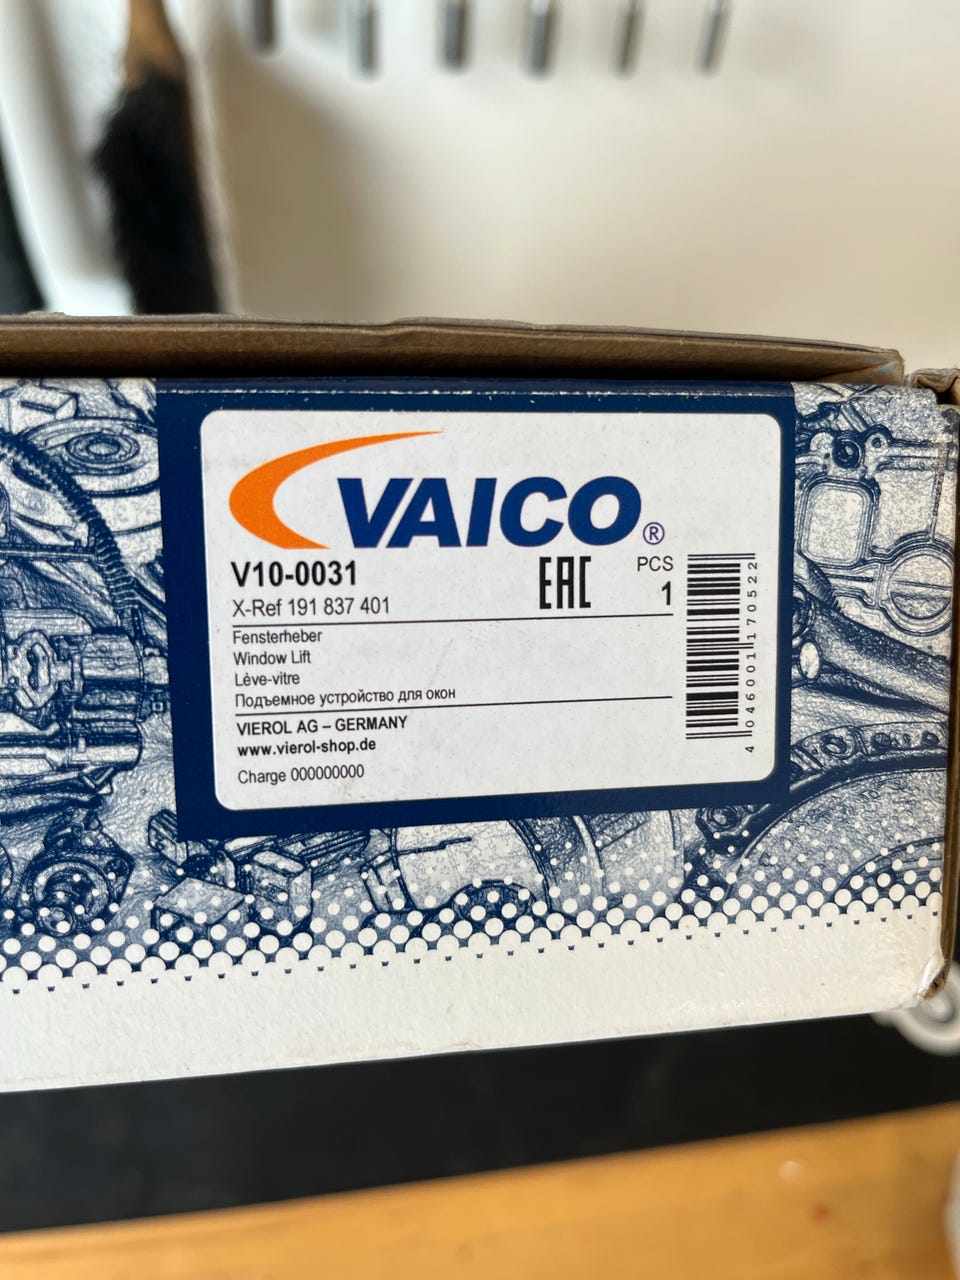 VAICO®
V10-0031
X-Ref 191 837 401
EAC
PCS
1
Fensterheber
Window Lift
Lève-vitre
Подъемное устройство для окон
VIEROL AG – GERMANY
www.vierol-shop.de
Charge 000000000
4 046001 170522